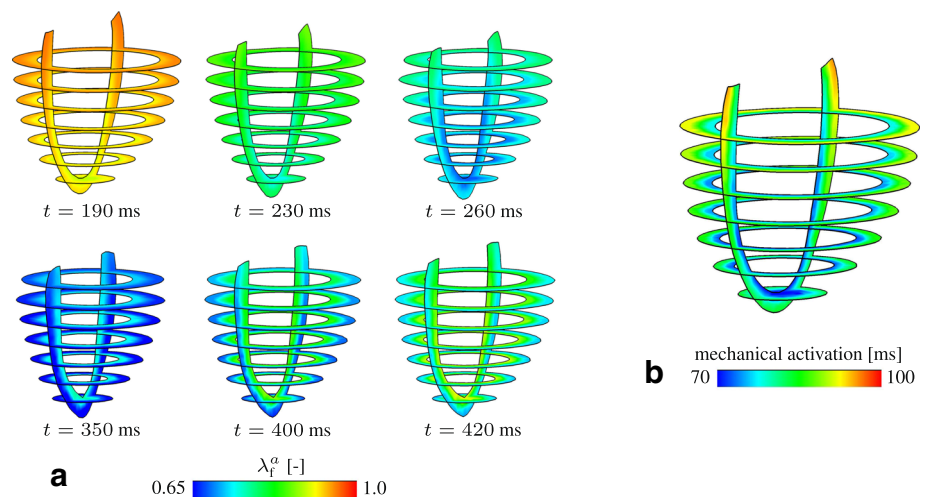 t = 190 ms
t = 230 ms
t = 260 ms
t = 350 ms
t = 400 ms
t = 420 ms
a
λ_f^a [-]
0.65 1.0
b
mechanical activation [ms]
70 100